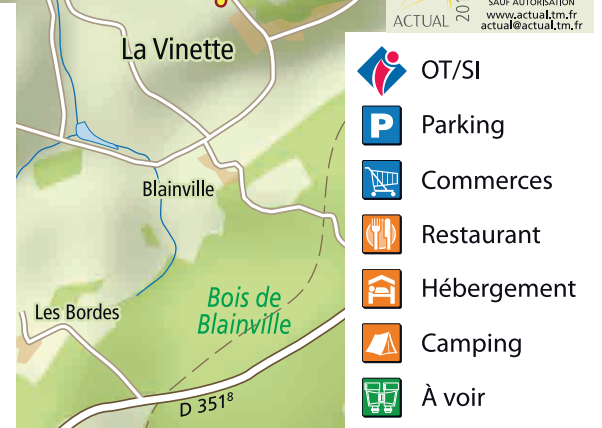 SAUF AUTORISATION
www.actual.tm.fr
actual@actual.tm.fr
ACTUAL
La Vinette
Blainville
Les Bordes
Bois de
Blainville
D 351⁸
OT/SI
Parking
Commerces
Restaurant
Hébergement
Camping
À voir